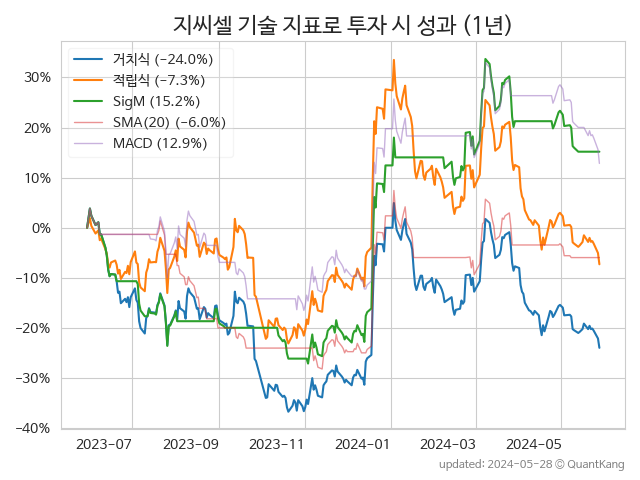 지씨셀 기술 지표로 투자 시 성과 (1년)
거치식 (−24.0%)
적립식 (−7.3%)
SigM (15.2%)
SMA(20) (−6.0%)
MACD (12.9%)
30%
20%
10%
0%
−10%
−20%
−30%
−40%
2023-07 2023-09 2023-11 2024-01 2024-03 2024-05
updated: 2024-05-28 © QuantKang